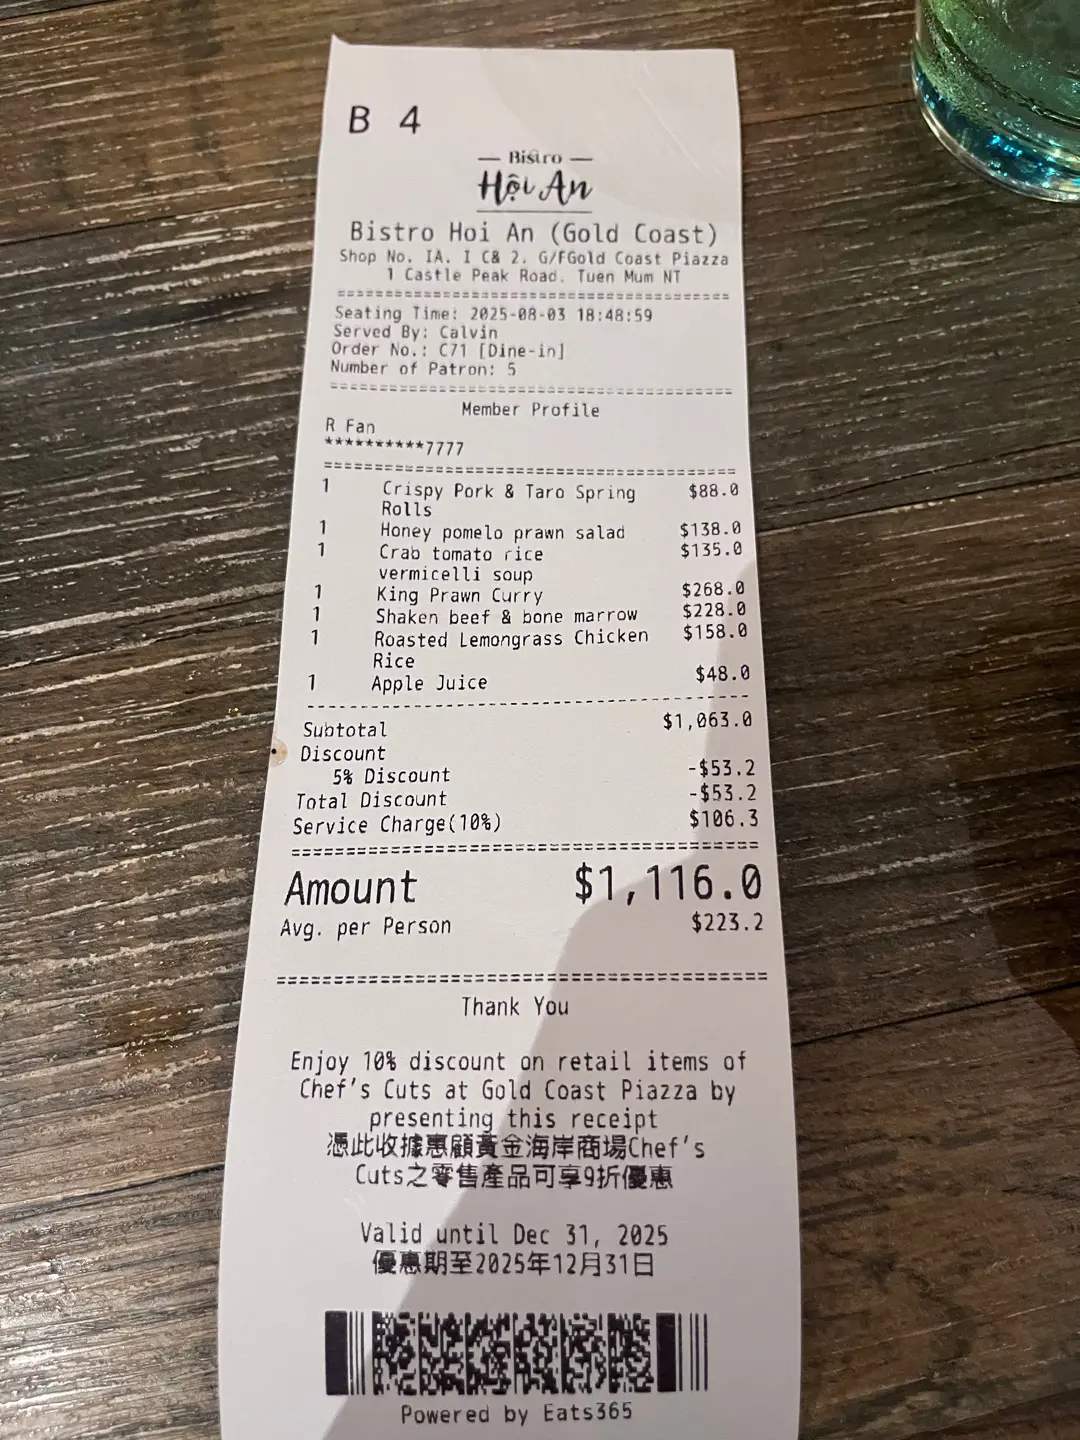 B 4
— Bistro —
Hội An
Bistro Hoi An (Gold Coast)
Shop No. IA. I C& 2. G/FGold Coast Piazza
1 Castle Peak Road. Tuen Mum NT
Seating Time: 2025-08-03 18:48:59
Served By: Calvin
Order No.: C71 [Dine-in]
Number of Patron: 5
Member Profile
R Fan
**********7777
1 Crispy Pork & Taro Spring $88.0
Rolls
1 Honey pomelo prawn salad $138.0
1 Crab tomato rice $135.0
vermicelli soup
1 King Prawn Curry $268.0
1 Shaken beef & bone marrow $228.0
1 Roasted Lemongrass Chicken $158.0
Rice
1 Apple Juice $48.0
Subtotal $1,063.0
Discount
5% Discount -$53.2
Total Discount -$53.2
Service Charge(10%) $106.3
Amount $1,116.0
Avg. per Person $223.2
Thank You
Enjoy 10% discount on retail items of
Chef's Cuts at Gold Coast Piazza by
presenting this receipt
憑此收據惠顧黃金海岸商場Chef's
Cuts之零售產品可享9折優惠
Valid until Dec 31, 2025
優惠期至2025年12月31日
Powered by Eats365